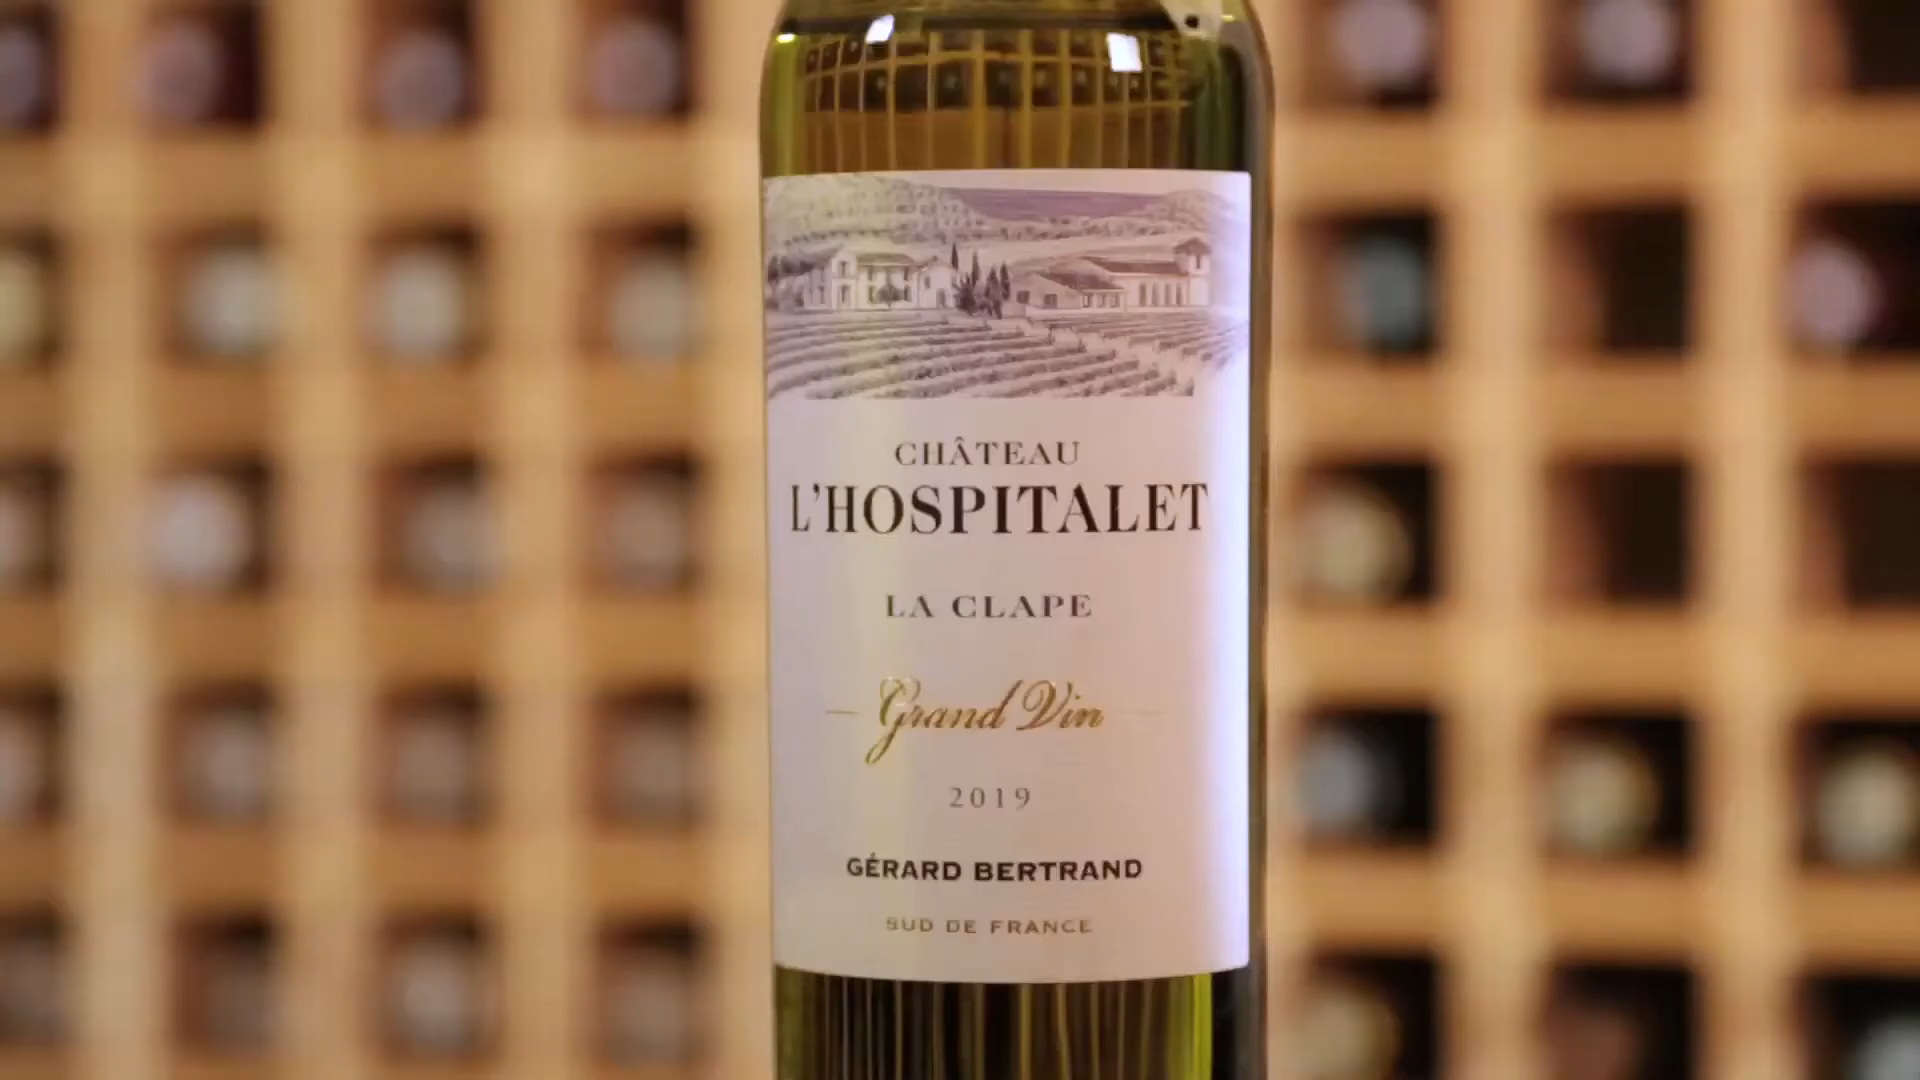 CHÂTEAU
L'HOSPITALET
LA CLAPE
Grand Vin
2019
GÉRARD BERTRAND
SUD DE FRANCE